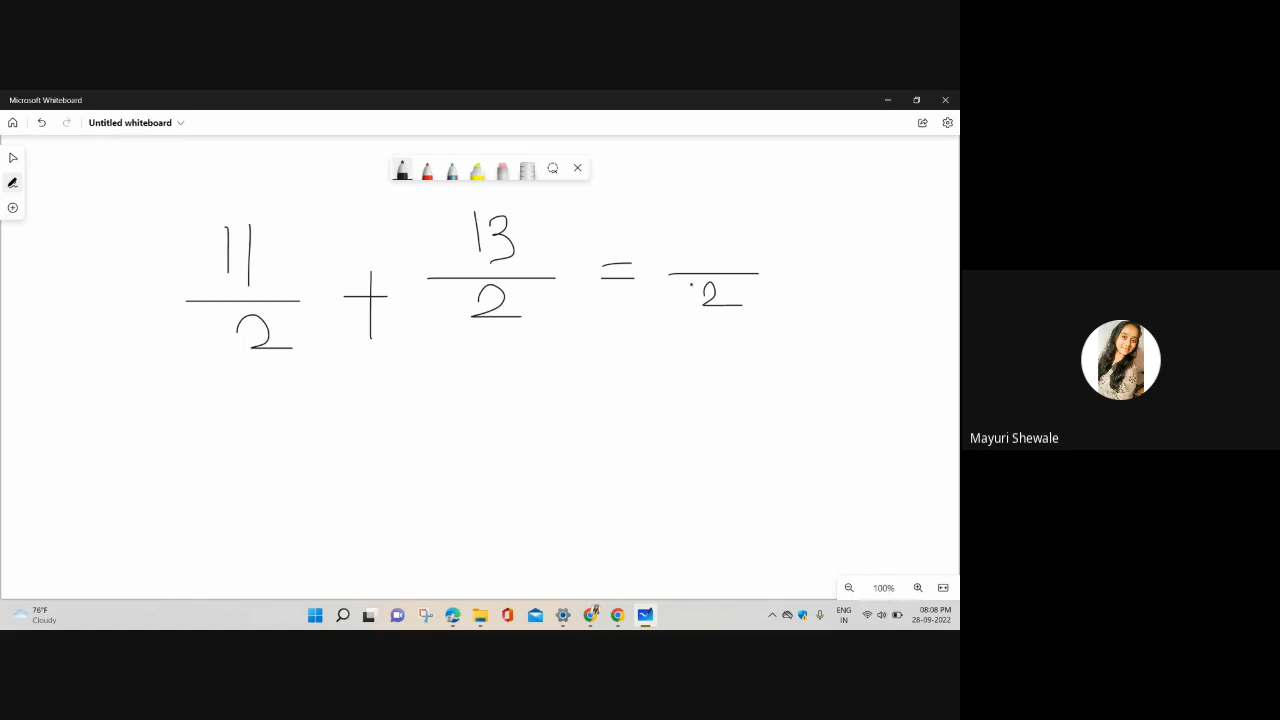 Microsoft Whiteboard
Untitled whiteboard
11/2 + 13/2 = /2
Mayuri Shewale
100%
76°F
Cloudy
ENG
IN
08:08 PM
28-09-2022